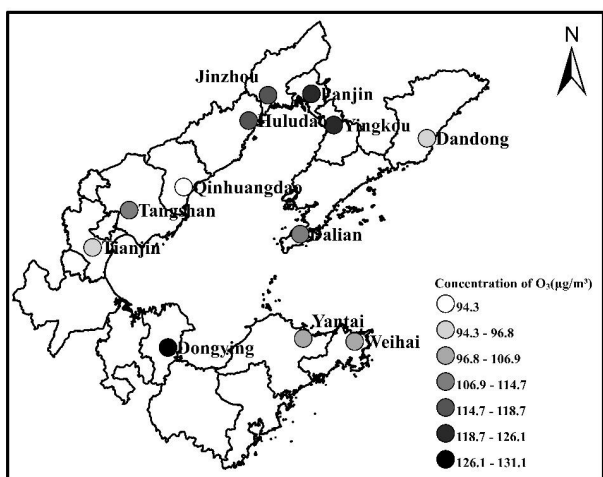 N
Jinzhou
Panjin
Huludao
Yingkou
Dandong
Qinhuangdao
Tangshan
Dalian
Tianjin
Concentration of O₃(μg/m³)
94.3
94.3 - 96.8
96.8 - 106.9
106.9 - 114.7
114.7 - 118.7
118.7 - 126.1
126.1 - 131.1
Yantai
Weihai
Dongying